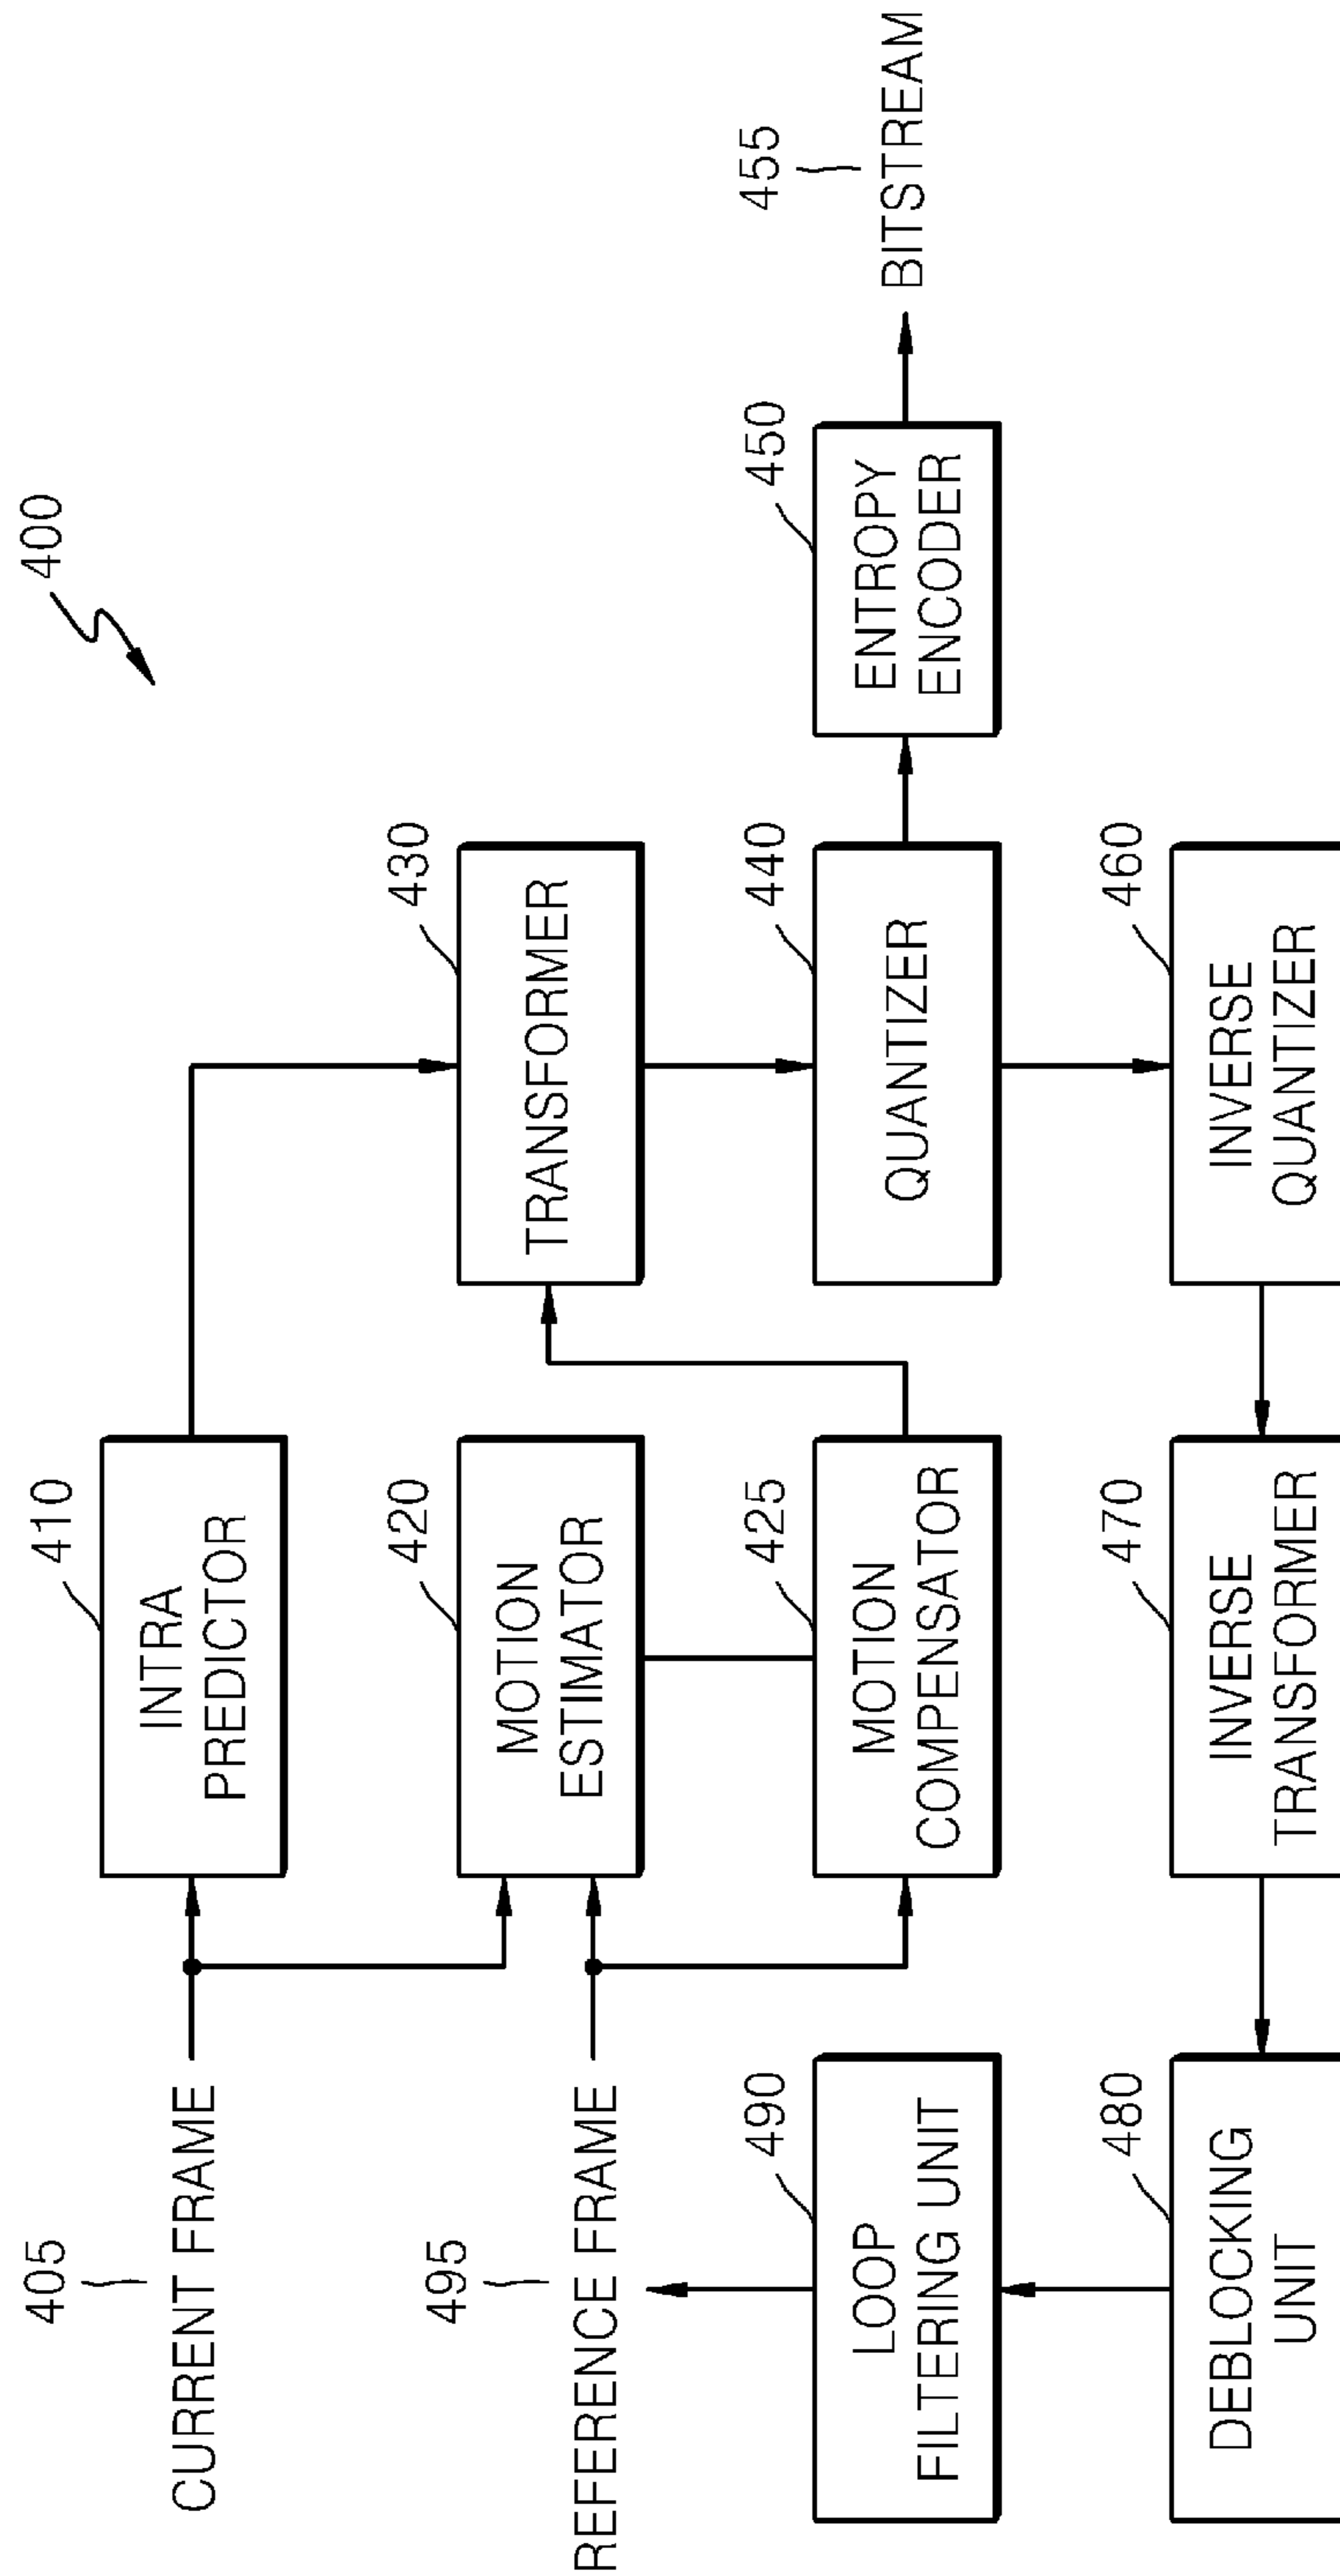 400
405
CURRENT FRAME
410
INTRA
PREDICTOR
495
REFERENCE FRAME
420
MOTION
ESTIMATOR
430
TRANSFORMER
490
LOOP
FILTERING UNIT
425
MOTION
COMPENSATOR
440
QUANTIZER
450
ENTROPY
ENCODER
455
BITSTREAM
480
DEBLOCKING
UNIT
470
INVERSE
TRANSFORMER
460
INVERSE
QUANTIZER